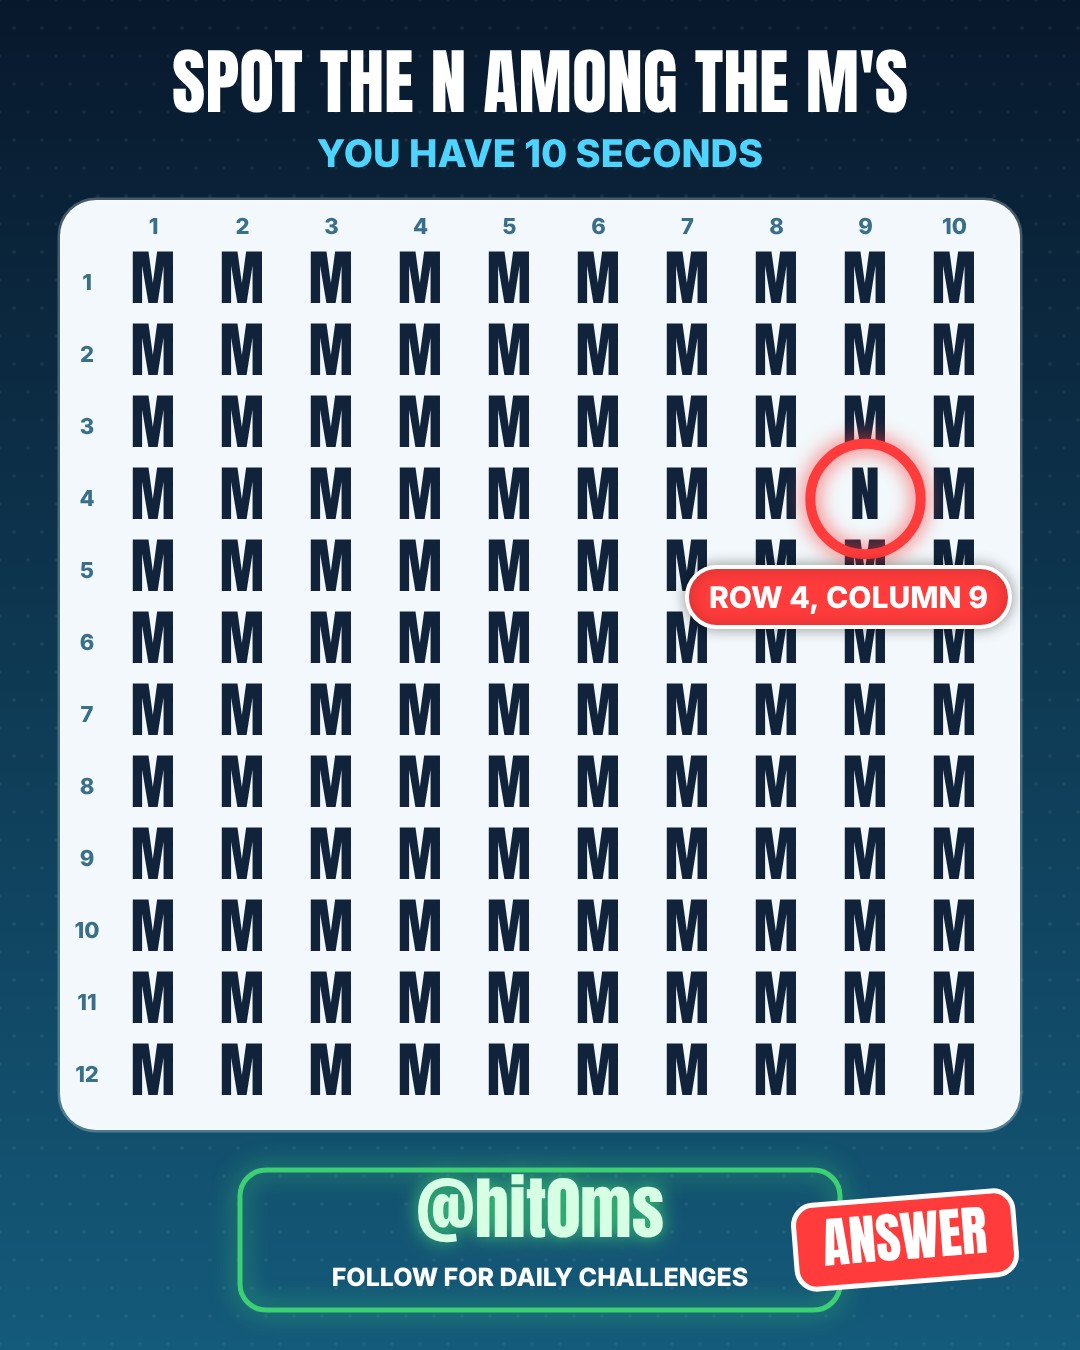 SPOT THE N AMONG THE M'S
YOU HAVE 10 SECONDS
1 2 3 4 5 6 7 8 9 10
1 M M M M M M M M M M
2 M M M M M M M M M M
3 M M M M M M M M M M
4 M M M M M M M M N M
5 M M M M M M M M M M
ROW 4, COLUMN 9
6 M M M M M M M M M M
7 M M M M M M M M M M
8 M M M M M M M M M M
9 M M M M M M M M M M
10 M M M M M M M M M M
11 M M M M M M M M M M
12 M M M M M M M M M M
@hit0ms
FOLLOW FOR DAILY CHALLENGES
ANSWER